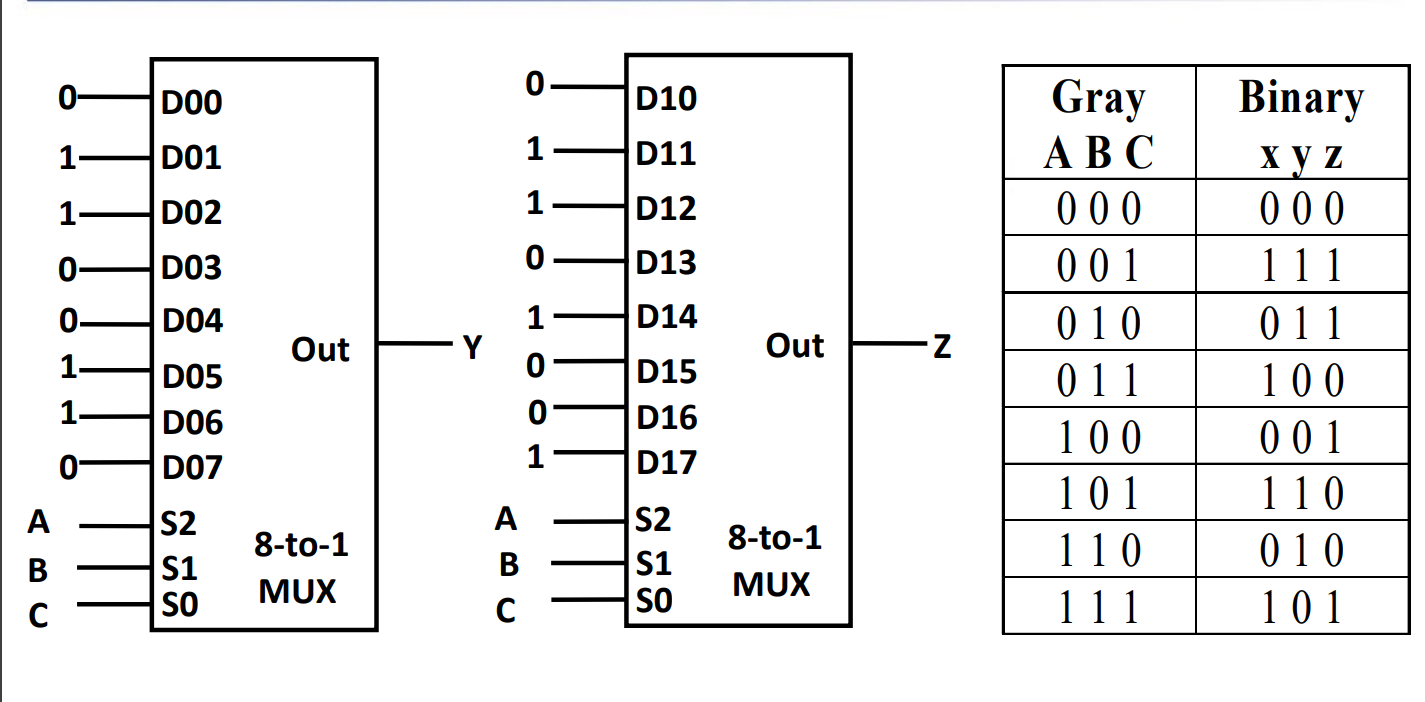 0 D00
1 D01
1 D02
0 D03
0 D04
1 D05
1 D06
0 D07
Out Y
A S2
B S1
C S0
8-to-1
MUX
0 D10
1 D11
1 D12
0 D13
1 D14
0 D15
0 D16
1 D17
Out Z
A S2
B S1
C S0
8-to-1
MUX
Gray Binary
A B C x y z
0 0 0 0 0 0
0 0 1 1 1 1
0 1 0 0 1 1
0 1 1 1 0 0
1 0 0 0 0 1
1 0 1 1 1 0
1 1 0 0 1 0
1 1 1 1 0 1